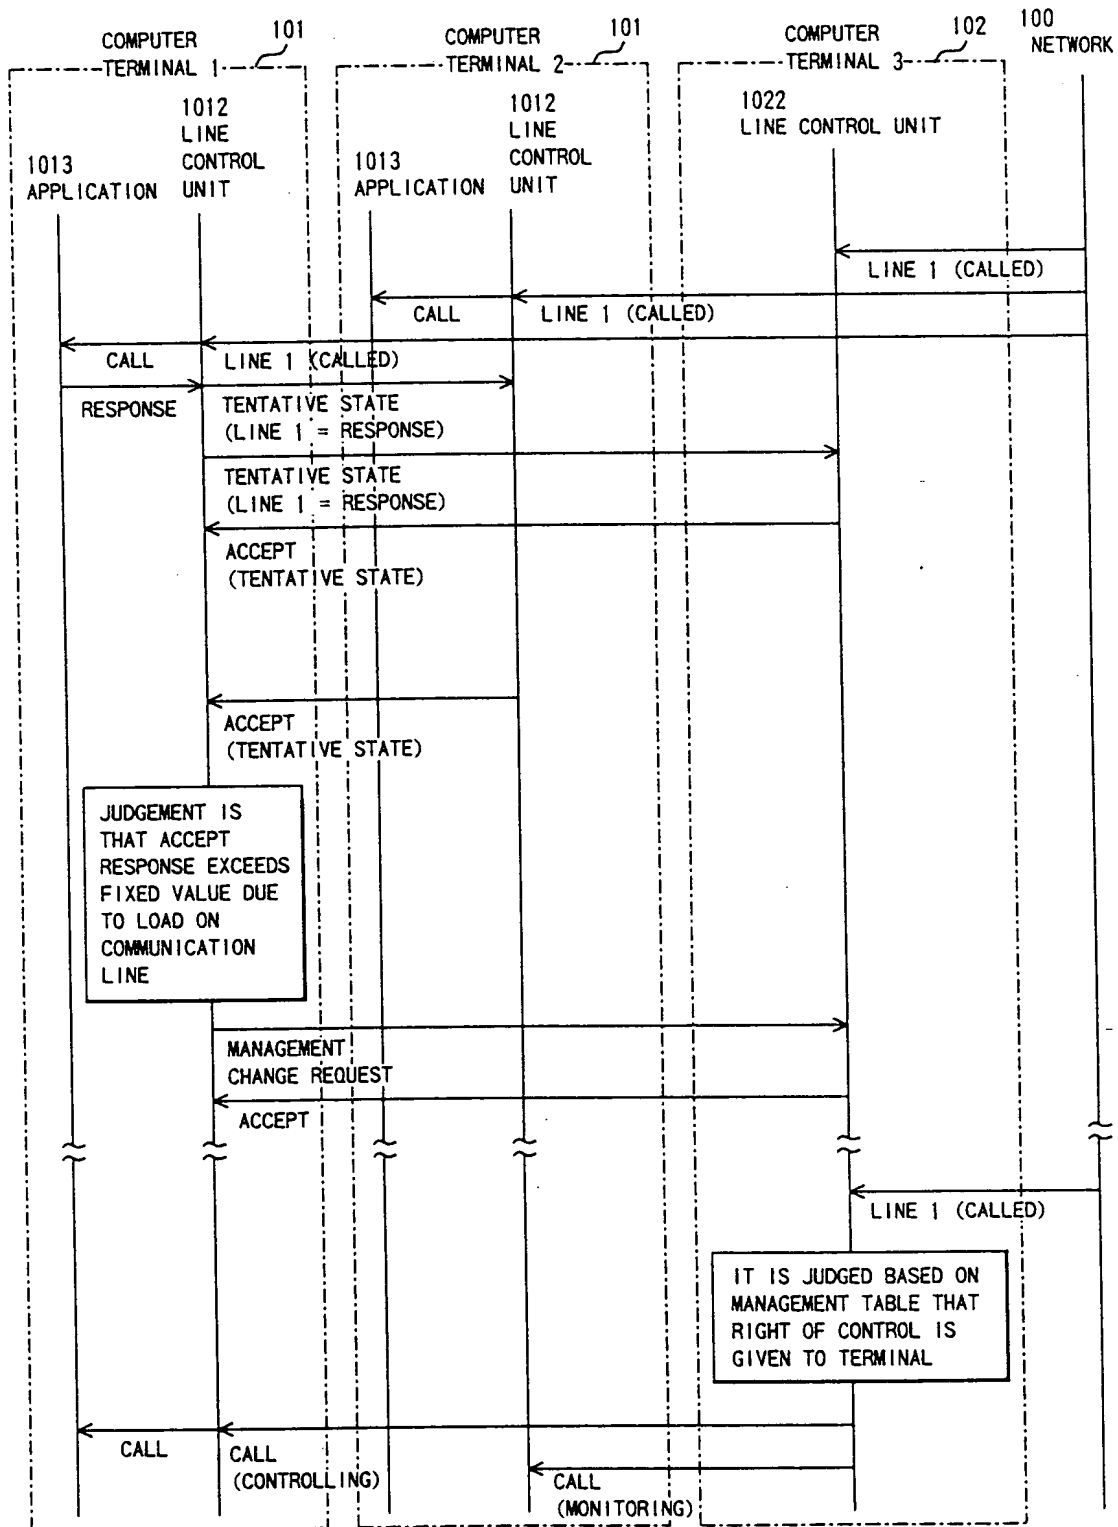 COMPUTER
TERMINAL 1
101
COMPUTER
TERMINAL 2
101
COMPUTER
TERMINAL 3
102
100
NETWORK
1012
LINE
CONTROL
UNIT
1013
APPLICATION
1012
LINE
CONTROL
UNIT
1013
APPLICATION
1022
LINE CONTROL UNIT
LINE 1 (CALLED)
CALL
LINE 1 (CALLED)
CALL
LINE 1 (CALLED)
RESPONSE
TENTATIVE STATE
(LINE 1 = RESPONSE)
TENTATIVE STATE
(LINE 1 = RESPONSE)
ACCEPT
(TENTATIVE STATE)
ACCEPT
(TENTATIVE STATE)
JUDGEMENT IS
THAT ACCEPT
RESPONSE EXCEEDS
FIXED VALUE DUE
TO LOAD ON
COMMUNICATION
LINE
MANAGEMENT
CHANGE REQUEST
ACCEPT
LINE 1 (CALLED)
IT IS JUDGED BASED ON
MANAGEMENT TABLE THAT
RIGHT OF CONTROL IS
GIVEN TO TERMINAL
CALL
CALL
(CONTROLLING)
CALL
(MONITORING)